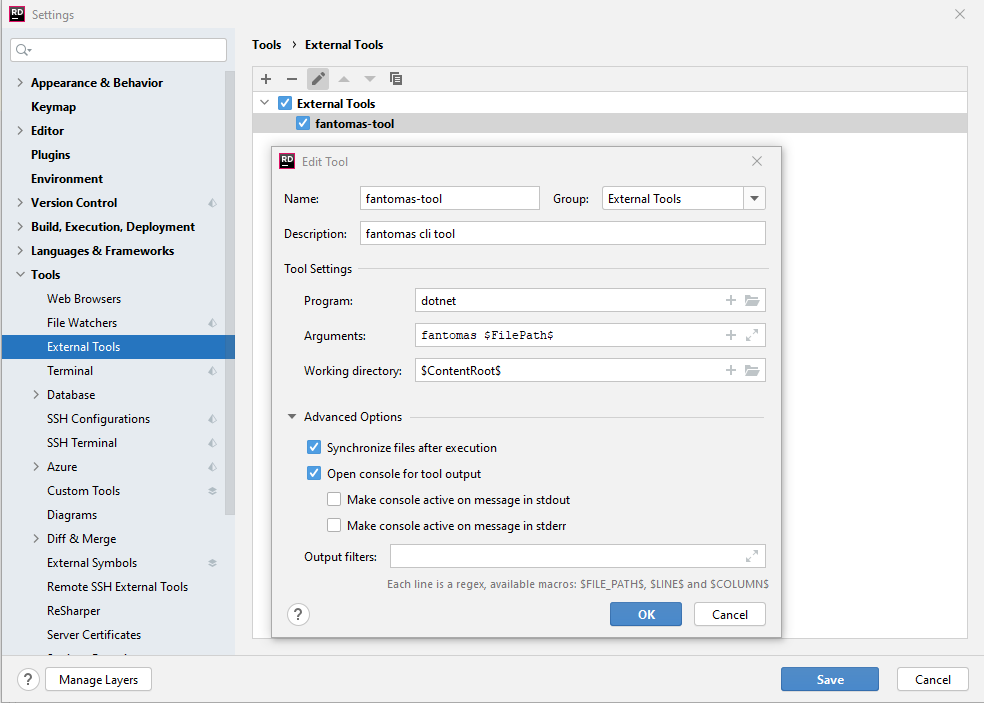 RD Settings
Tools › External Tools
Appearance & Behavior
Keymap
Editor
Plugins
Environment
Version Control
Build, Execution, Deployment
Languages & Frameworks
Tools
Web Browsers
File Watchers
External Tools
Terminal
Database
SSH Configurations
SSH Terminal
Azure
Custom Tools
Diagrams
Diff & Merge
External Symbols
Remote SSH External Tools
ReSharper
Server Certificates
External Tools
fantomas-tool
RD Edit Tool
Name: fantomas-tool Group: External Tools
Description: fantomas cli tool
Tool Settings
Program: dotnet
Arguments: fantomas $FilePath$
Working directory: $ContentRoot$
Advanced Options
Synchronize files after execution
Open console for tool output
Make console active on message in stdout
Make console active on message in stderr
Output filters:
Each line is a regex, available macros: $FILE_PATH$, $LINE$ and $COLUMN$
? OK Cancel
? Manage Layers Save Cancel